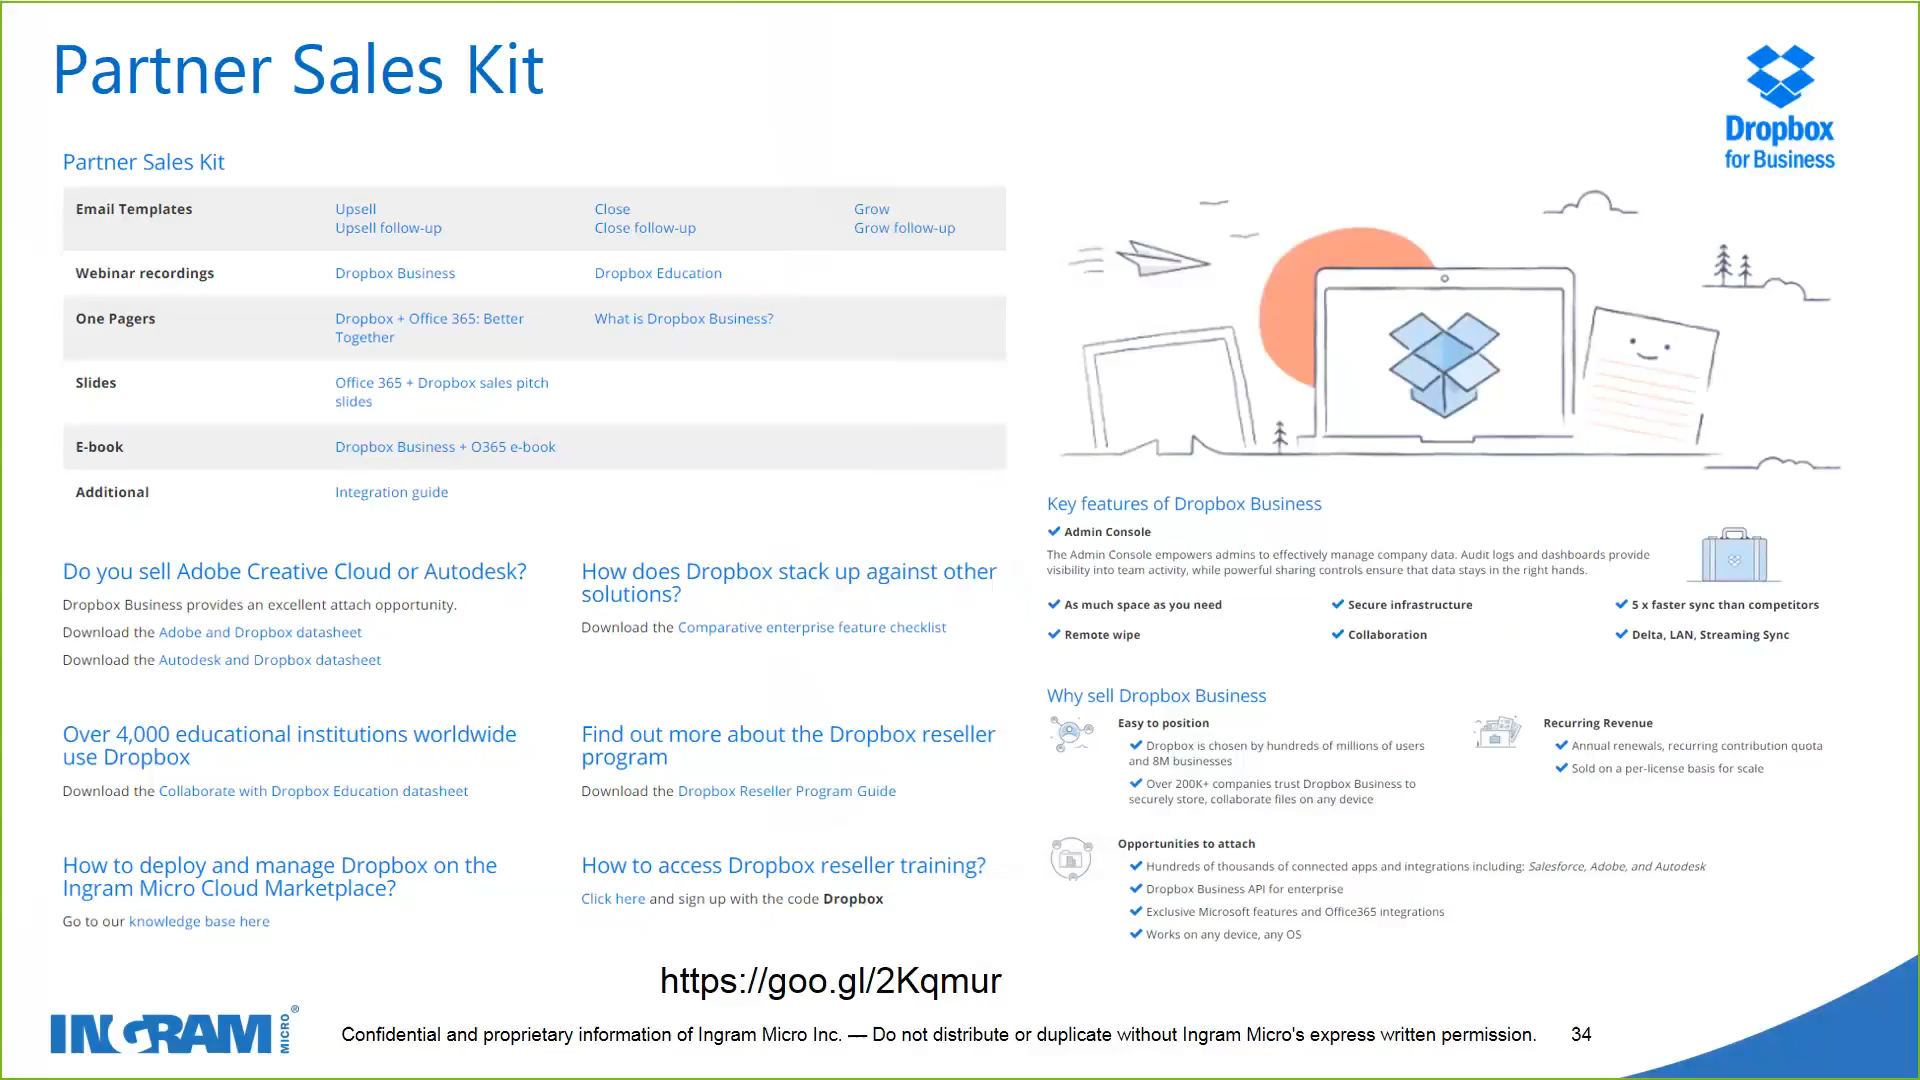 Partner Sales Kit
Dropbox
for Business
Partner Sales Kit
Email Templates
Upsell
Upsell follow-up
Close
Close follow-up
Grow
Grow follow-up
Webinar recordings
Dropbox Business
Dropbox Education
One Pagers
Dropbox + Office 365: Better
Together
What is Dropbox Business?
Slides
Office 365 + Dropbox sales pitch
slides
E-book
Dropbox Business + O365 e-book
Additional
Integration guide
Do you sell Adobe Creative Cloud or Autodesk?
Dropbox Business provides an excellent attach opportunity.
Download the Adobe and Dropbox datasheet
Download the Autodesk and Dropbox datasheet
How does Dropbox stack up against other
solutions?
Download the Comparative enterprise feature checklist
Over 4,000 educational institutions worldwide
use Dropbox
Download the Collaborate with Dropbox Education datasheet
Find out more about the Dropbox reseller
program
Download the Dropbox Reseller Program Guide
How to deploy and manage Dropbox on the
Ingram Micro Cloud Marketplace?
Go to our knowledge base here
How to access Dropbox reseller training?
Click here and sign up with the code Dropbox
Key features of Dropbox Business
Admin Console
The Admin Console empowers admins to effectively manage company data. Audit logs and dashboards provide
visibility into team activity, while powerful sharing controls ensure that data stays in the right hands.
As much space as you need
Secure infrastructure
5 x faster sync than competitors
Remote wipe
Collaboration
Delta, LAN, Streaming Sync
Why sell Dropbox Business
Easy to position
Dropbox is chosen by hundreds of millions of users
and 8M businesses
Over 200K+ companies trust Dropbox Business to
securely store, collaborate files on any device
Recurring Revenue
Annual renewals, recurring contribution quota
Sold on a per-license basis for scale
Opportunities to attach
Hundreds of thousands of connected apps and integrations including: Salesforce, Adobe, and Autodesk
Dropbox Business API for enterprise
Exclusive Microsoft features and Office365 integrations
Works on any device, any OS
https://goo.gl/2Kqmur
INGRAM MICRO ®
Confidential and proprietary information of Ingram Micro Inc. — Do not distribute or duplicate without Ingram Micro's express written permission.
34